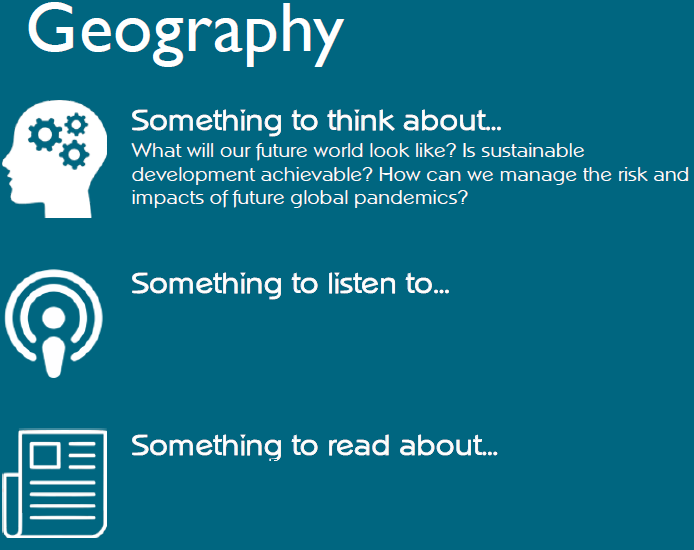 Geography
Something to think about...
What will our future world look like? Is sustainable
development achievable? How can we manage the risk and
impacts of future global pandemics?
Something to listen to...
Something to read about...